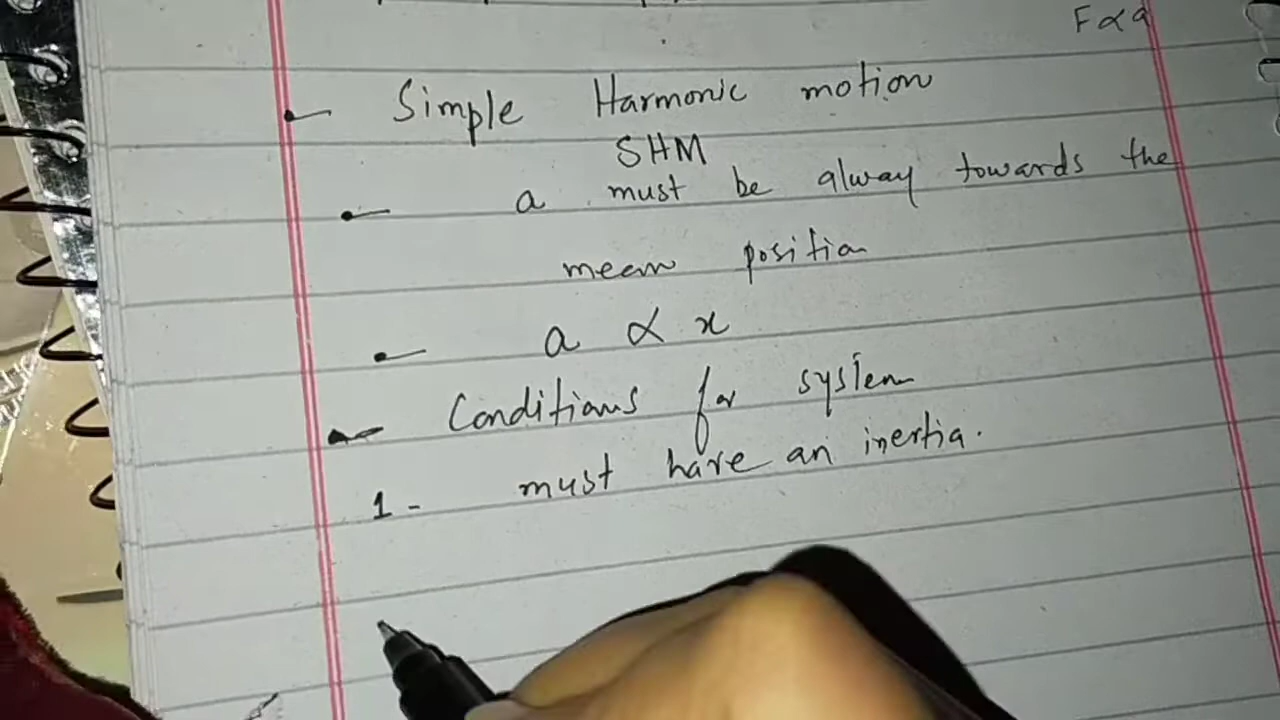 F ∝ a
Simple Harmonic motion
SHM
a must be alway towards the
mean position
a ∝ x
Conditions for system
1- must have an inertia.